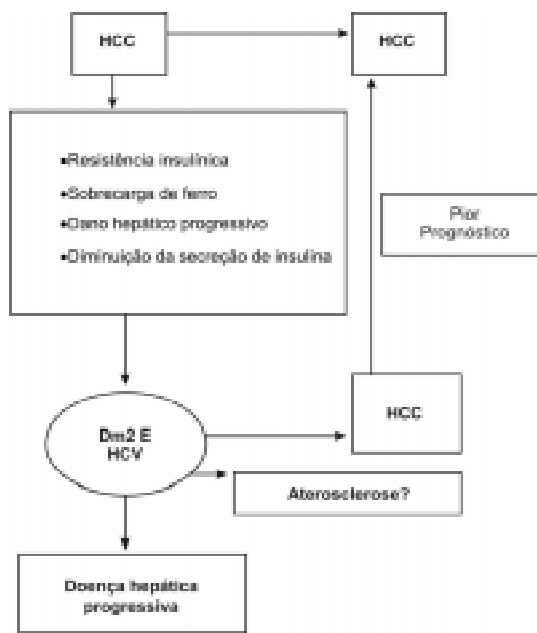 HCC
HCC
•Resistência insulínica
•Sobrecarga de ferro
•Dano hepático progressivo
•Diminuição da secreção de insulina
Pior
Prognóstico
HCC
Dm2 E
HCV
Aterosclerose?
Doença hepática
progressiva